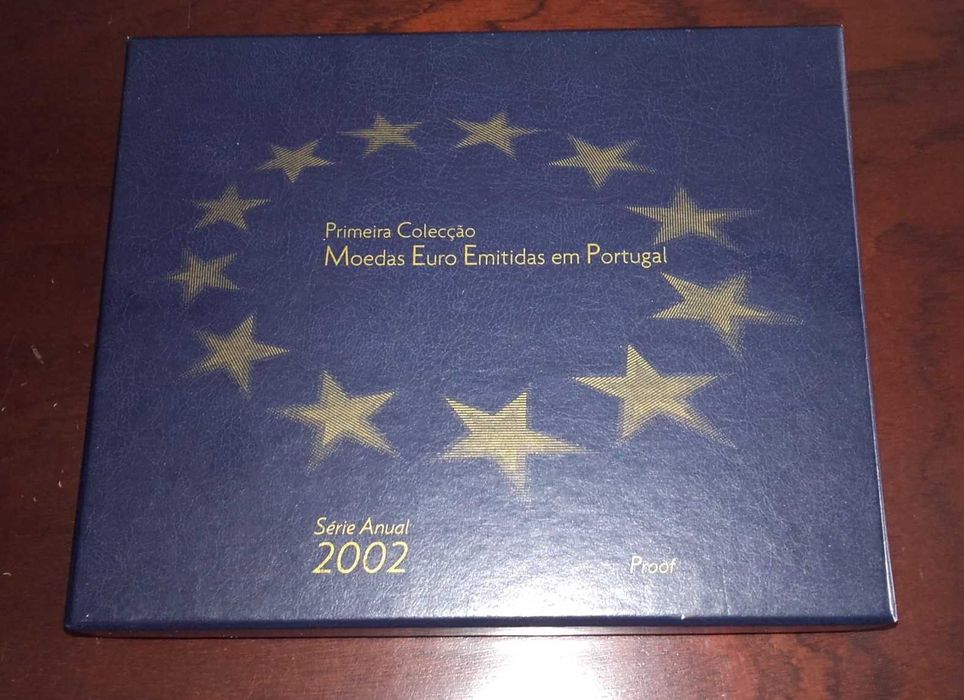 Primeira Colecção
Moedas Euro Emitidas em Portugal
Série Anual
2002
Proof